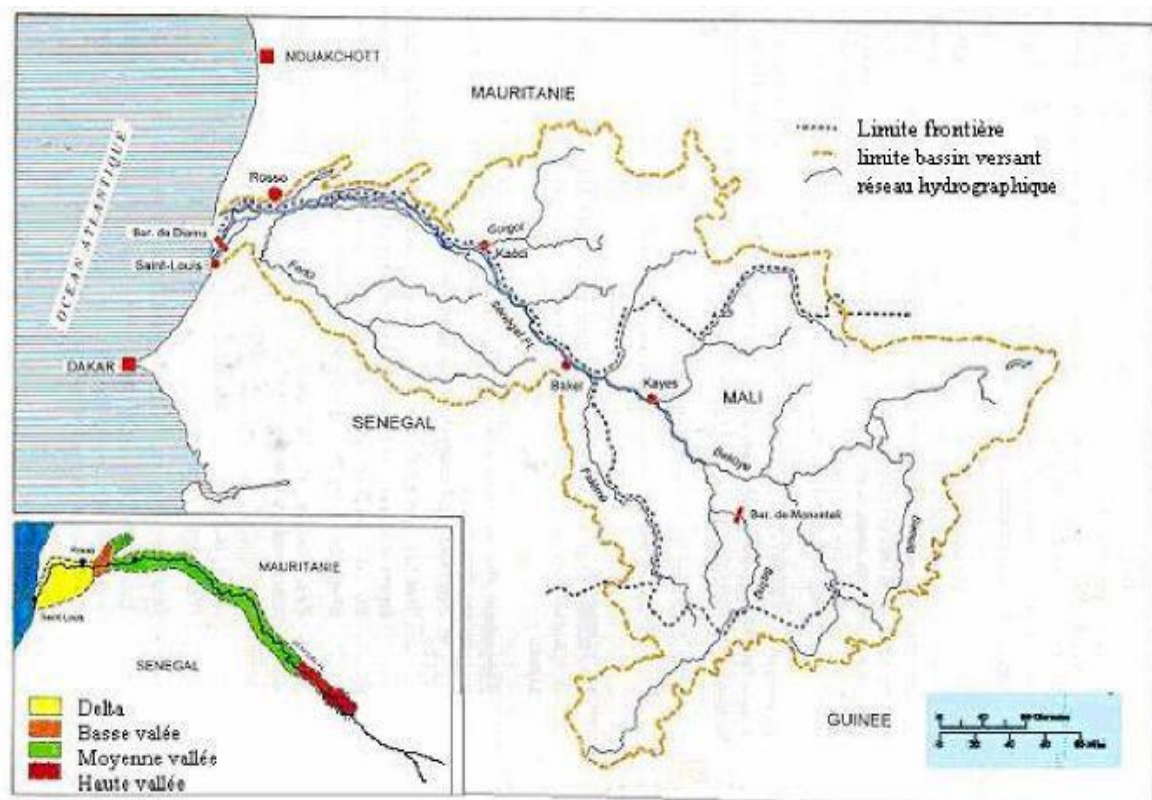 NOUAKCHOTT
MAURITANIE
OCEAN ATLANTIQUE
Limite frontière
limite bassin versant
réseau hydrographique
Rosso
Bar. de Diama
Gorgol
Kaédi
Saint-Louis
Ferlo
Sénégal Fl.
DAKAR
Bakel
Kayes
MALI
SENEGAL
Falémé
Bar. de Manantali
Bafing
GUINEE
MAURITANIE
Saint Louis
SENEGAL
Delta
Basse valée
Moyenne vallée
Haute vallée